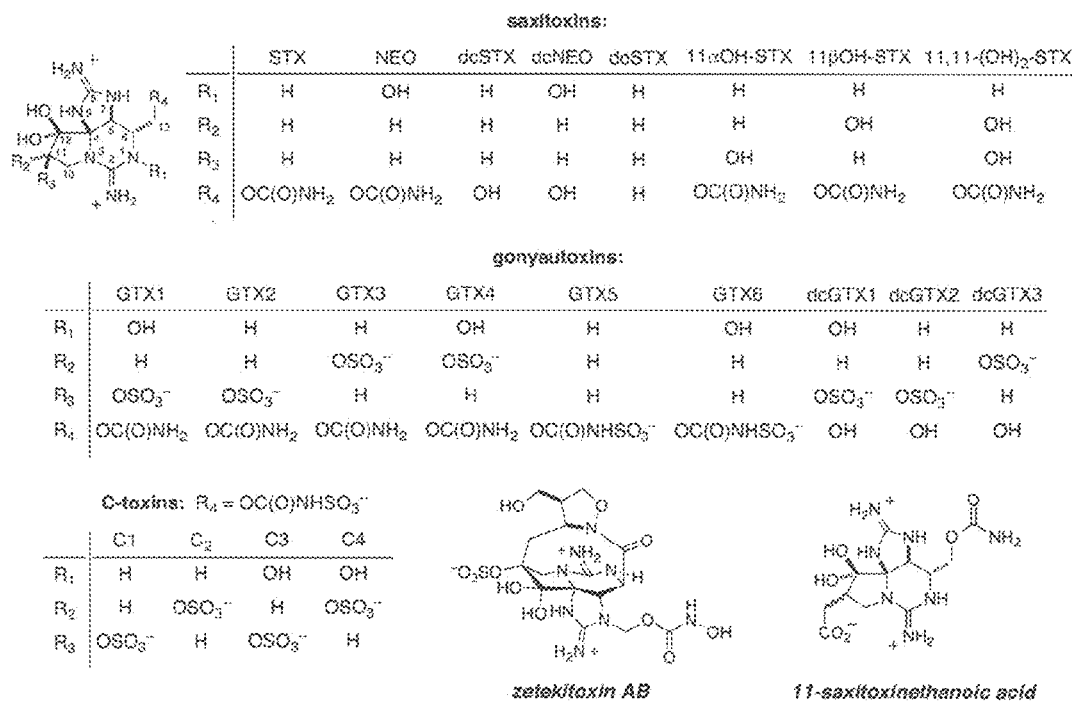 saxitoxins:
STX NEO dcSTX dcNEO doSTX 11αOH-STX 11βOH-STX 11,11-(OH)2-STX
R1 H OH H OH H H H H
R2 H H H H H H OH OH
R3 H H H H H OH H OH
R4 OC(O)NH2 OC(O)NH2 OH OH H OC(O)NH2 OC(O)NH2 OC(O)NH2
gonyautoxins:
GTX1 GTX2 GTX3 GTX4 GTX5 GTX6 dcGTX1 dcGTX2 dcGTX3
R1 OH H H OH H OH OH H H
R2 H H OSO3− OSO3− H H H H OSO3−
R3 OSO3− OSO3− H H H H OSO3− OSO3− H
R4 OC(O)NH2 OC(O)NH2 OC(O)NH2 OC(O)NH2 OC(O)NHSO3− OC(O)NHSO3− OH OH OH
C-toxins: R4 = OC(O)NHSO3−
C1 C2 C3 C4
R1 H H OH OH
R2 H OSO3− H OSO3−
R3 OSO3− H OSO3− H
zetekitoxin AB
11-saxitoxinethanoic acid